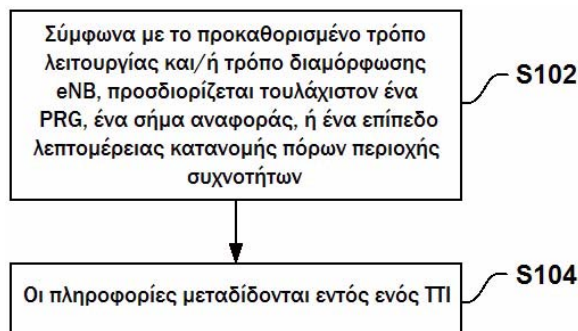 Σύμφωνα με το προκαθορισμένο τρόπο
λειτουργίας και/ή τρόπο διαμόρφωσης
eNB, προσδιορίζεται τουλάχιστον ένα
PRG, ένα σήμα αναφοράς, ή ένα επίπεδο
λεπτομέρειας κατανομής πόρων περιοχής
συχνοτήτων
S102
Οι πληροφορίες μεταδίδονται εντός ενός TTI
S104